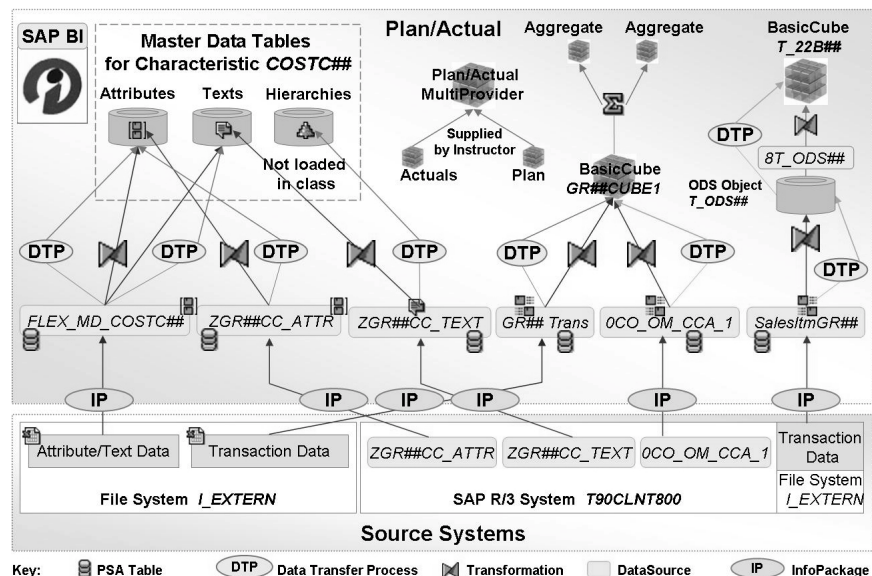 SAP BI
Master Data Tables
for Characteristic COSTC##
Attributes Texts Hierarchies
Not loaded
in class
Plan/Actual
Plan/Actual
MultiProvider
Supplied
by Instructor
Actuals
Plan
Aggregate Aggregate
Σ
BasicCube
GR##CUBE1
BasicCube
T_22B##
DTP
8T_ODS##
ODS Object
T_ODS##
DTP DTP DTP DTP DTP DTP DTP
FLEX_MD_COSTC## ZGR##CC_ATTR ZGR##CC_TEXT GR## Trans 0CO_OM_CCA_1 SalesItmGR##
IP IP IP IP IP IP
Attribute/Text Data Transaction Data
File System I_EXTERN
ZGR##CC_ATTR ZGR##CC_TEXT 0CO_OM_CCA_1
SAP R/3 System T90CLNT800
Transaction
Data
File System
I_EXTERN
Source Systems
Key: PSA Table DTP Data Transfer Process Transformation DataSource IP InfoPackage